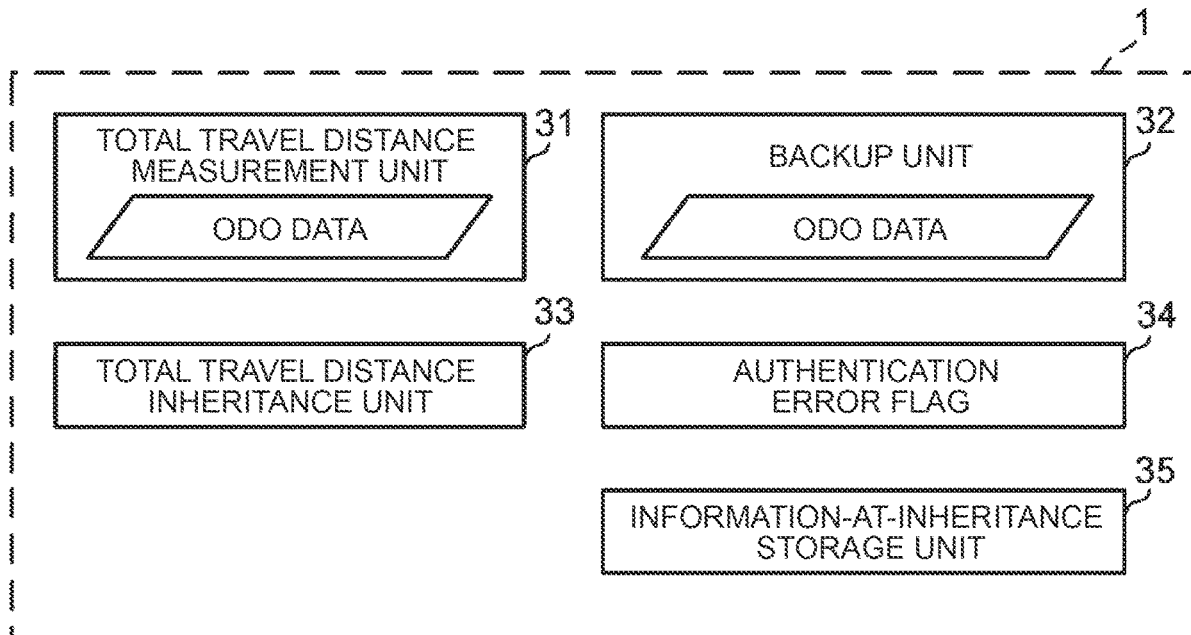 1
TOTAL TRAVEL DISTANCE
MEASUREMENT UNIT
ODO DATA
31
BACKUP UNIT
ODO DATA
32
TOTAL TRAVEL DISTANCE
INHERITANCE UNIT
33
AUTHENTICATION
ERROR FLAG
34
INFORMATION-AT-INHERITANCE
STORAGE UNIT
35